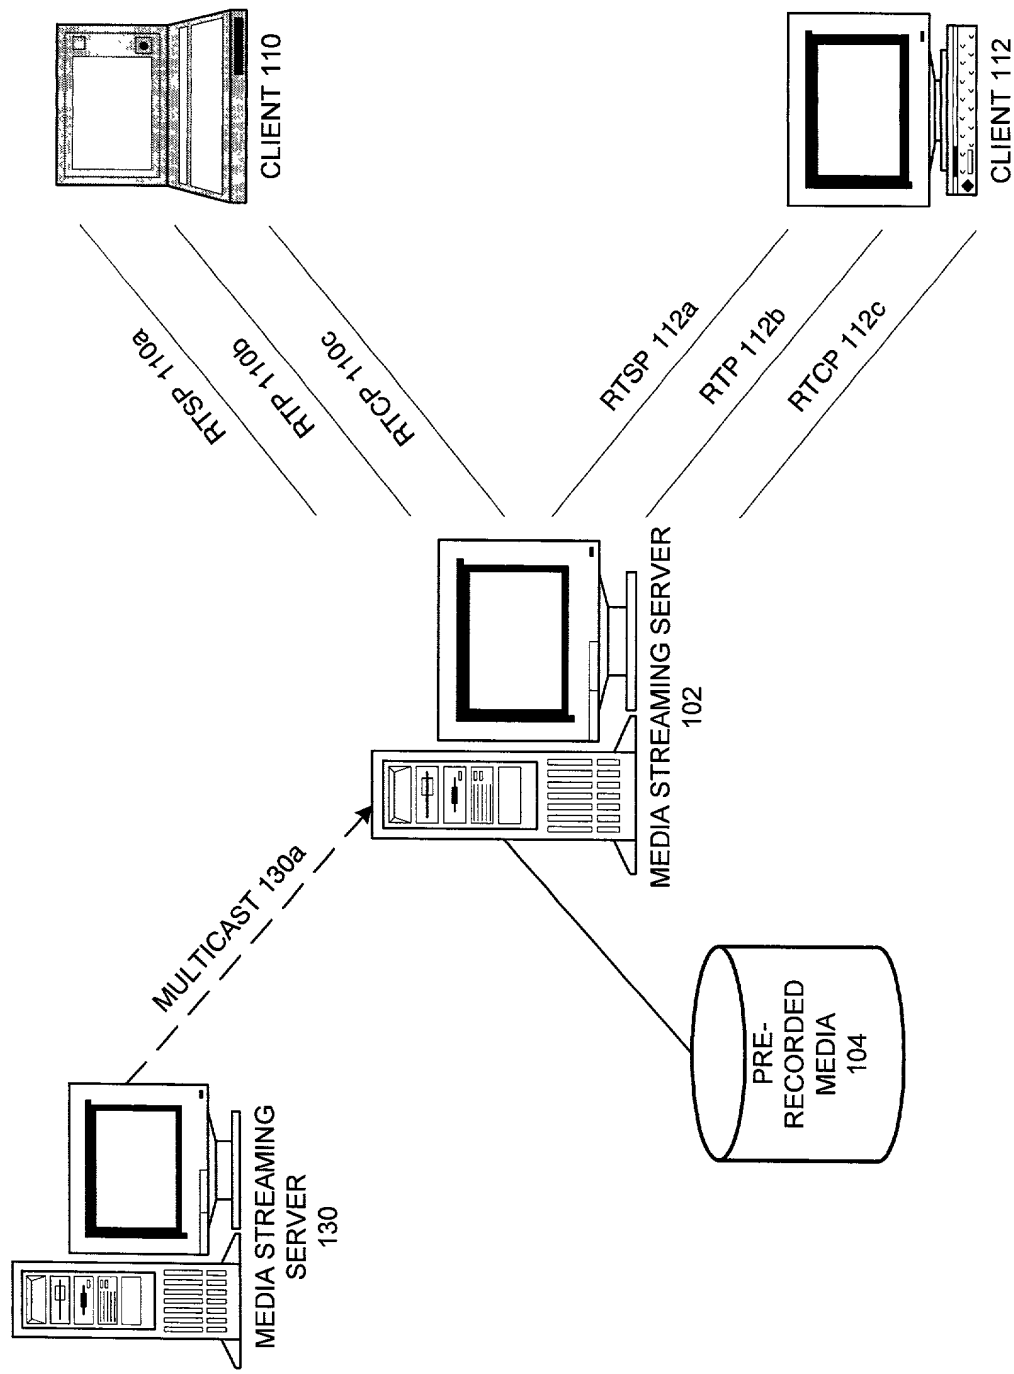 MEDIA STREAMING
SERVER
130
MULTICAST 130a
RTSP 110a
RTP 110b
RTCP 110c
CLIENT 110
MEDIA STREAMING SERVER
102
PRE-
RECORDED
MEDIA
104
RTSP 112a
RTP 112b
RTCP 112c
CLIENT 112